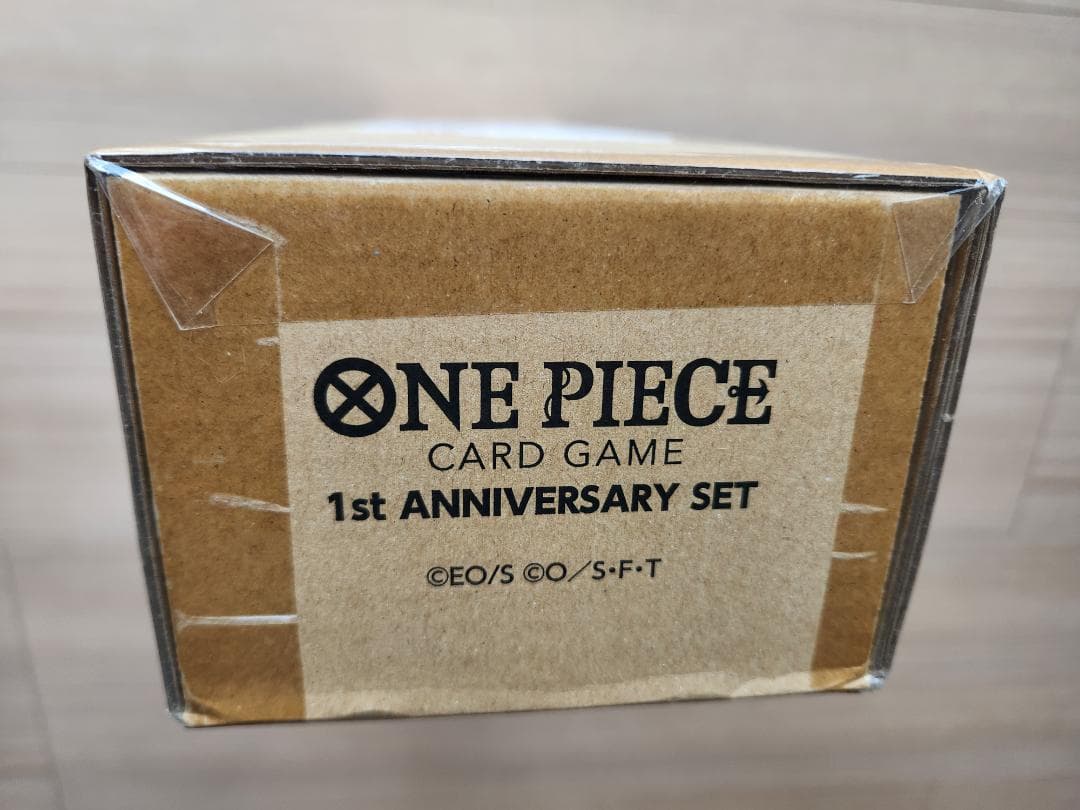 ONE PIECE
CARD GAME
1st ANNIVERSARY SET
©EO/S ©O/S・F・T